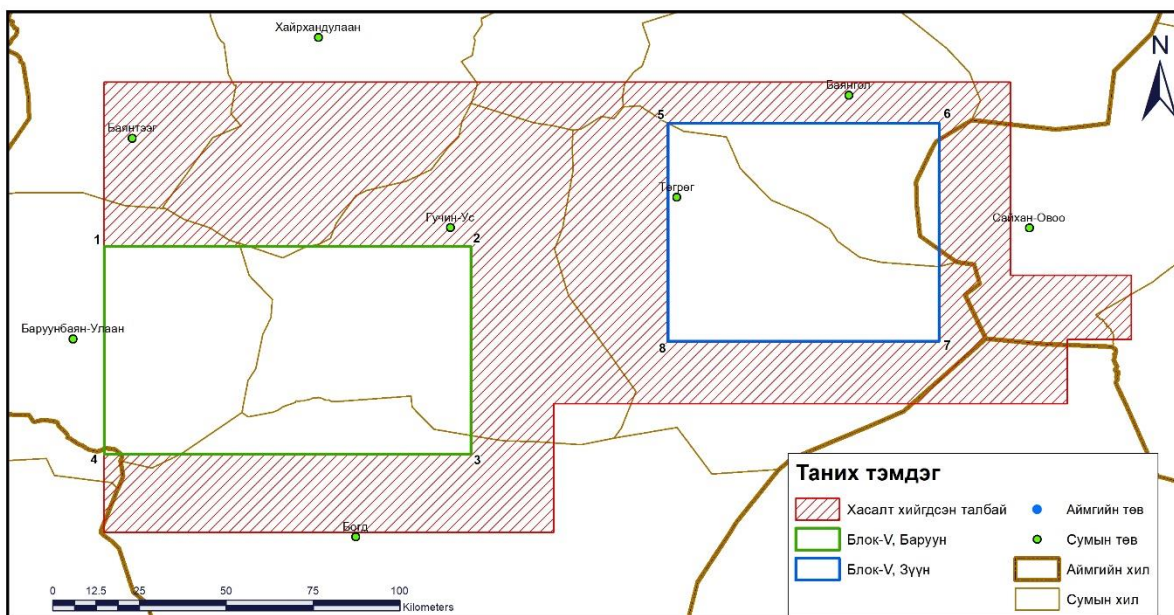 Хайрхандулаан
N
Баянгол
5
6
Баянтээг
Төгрөг
Гучин-Ус
Сайхан-Овоо
1
2
Баруунбаян-Улаан
8
7
4
3
Богд
Таних тэмдэг
Хасалт хийгдсэн талбай
Аймгийн төв
Блок-V, Баруун
Сумын төв
Блок-V, Зүүн
Аймгийн хил
Сумын хил
0 12.5 25 50 75 100
Kilometers